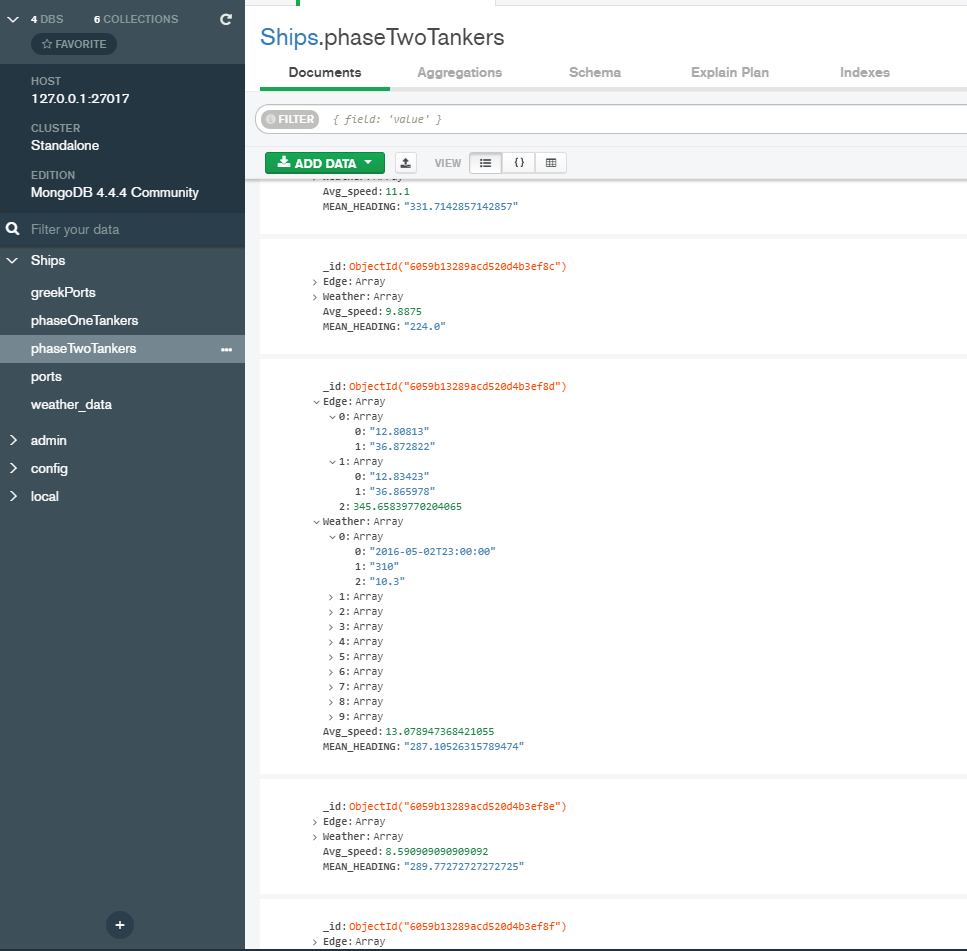 4 DBS 6 COLLECTIONS
FAVORITE
HOST
127.0.0.1:27017
CLUSTER
Standalone
EDITION
MongoDB 4.4.4 Community
Filter your data
Ships
greekPorts
phaseOneTankers
phaseTwoTankers
ports
weather_data
admin
config
local
Ships.phaseTwoTankers
Documents Aggregations Schema Explain Plan Indexes
FILTER { field: 'value' }
ADD DATA VIEW {}
Avg_speed: 11.1
MEAN_HEADING: "331.7142857142857"
_id: ObjectId("6059b13289acd520d4b3ef8c")
Edge: Array
Weather: Array
Avg_speed: 9.8875
MEAN_HEADING: "224.0"
_id: ObjectId("6059b13289acd520d4b3ef8d")
Edge: Array
0: Array
0: "12.80813"
1: "36.872822"
1: Array
0: "12.83423"
1: "36.865978"
2: 345.65839770204065
Weather: Array
0: Array
0: "2016-05-02T23:00:00"
1: "310"
2: "10.3"
1: Array
2: Array
3: Array
4: Array
5: Array
6: Array
7: Array
8: Array
9: Array
Avg_speed: 13.078947368421055
MEAN_HEADING: "287.10526315789474"
_id: ObjectId("6059b13289acd520d4b3ef8e")
Edge: Array
Weather: Array
Avg_speed: 8.590909090909092
MEAN_HEADING: "289.77272727272725"
_id: ObjectId("6059b13289acd520d4b3ef8f")
Edge: Array